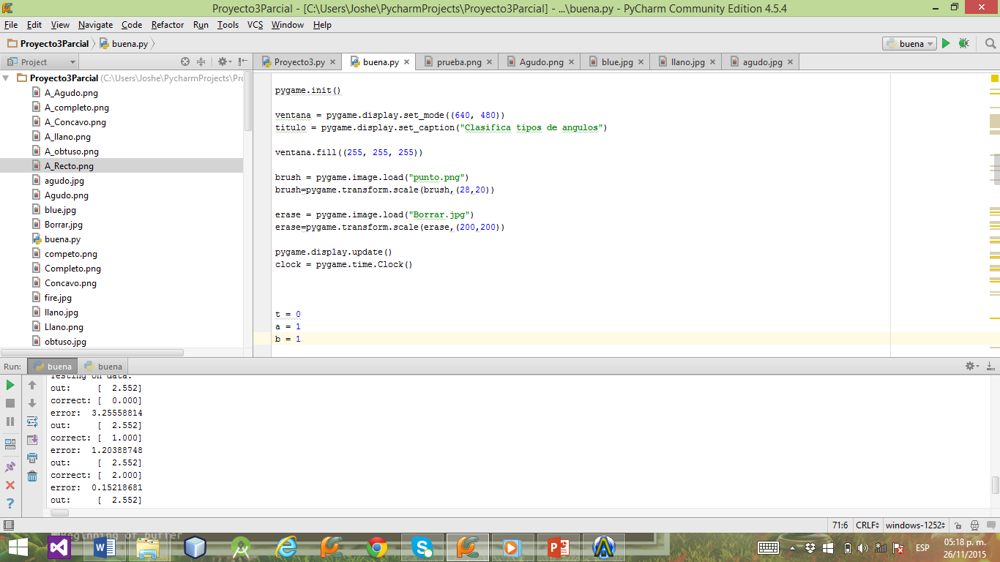 Proyecto3Parcial - [C:\Users\Joshe\PycharmProjects\Proyecto3Parcial] - ...\buena.py - PyCharm Community Edition 4.5.4
File Edit View Navigate Code Refactor Run Tools VCS Window Help
Proyecto3Parcial buena.py buena
Project
Proyecto3.py buena.py prueba.png Agudo.png blue.jpg llano.jpg agudo.jpg
Proyecto3Parcial (C:\Users\Joshe\PycharmProjects\Pr
A_Agudo.png
A_completo.png
A_Concavo.png
A_llano.png
A_obtuso.png
A_Recto.png
agudo.jpg
Agudo.png
blue.jpg
Borrar.jpg
buena.py
competo.png
Completo.png
Concavo.png
fire.jpg
llano.jpg
Llano.png
obtuso.jpg
pygame.init()
ventana = pygame.display.set_mode((640, 480))
titulo = pygame.display.set_caption("Clasifica tipos de angulos")
ventana.fill((255, 255, 255))
brush = pygame.image.load("punto.png")
brush=pygame.transform.scale(brush,(28,20))
erase = pygame.image.load("Borrar.jpg")
erase=pygame.transform.scale(erase,(200,200))
pygame.display.update()
clock = pygame.time.Clock()
t = 0
a = 1
b = 1
Run: buena buena
Testing on data:
out: [ 2.552]
correct: [ 0.000]
error: 3.25558814
out: [ 2.552]
correct: [ 1.000]
error: 1.20388748
out: [ 2.552]
correct: [ 2.000]
error: 0.15218681
out: [ 2.552]
71:6 CRLF windows-1252
Beginning of buffer
ESP
05:18 p. m.
26/11/2015